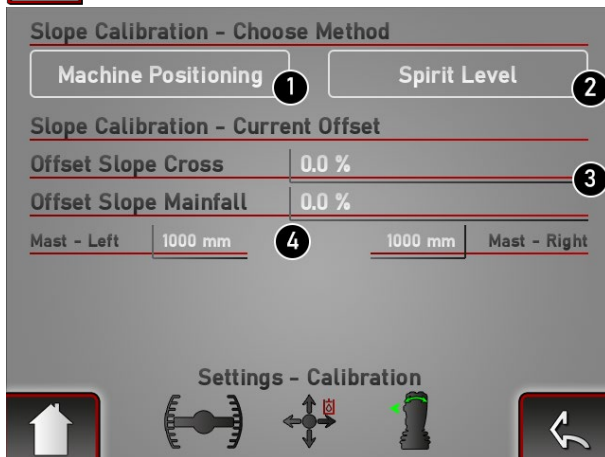 Slope Calibration - Choose Method
Machine Positioning 1 Spirit Level 2
Slope Calibration - Current Offset
Offset Slope Cross 0.0 % 3
Offset Slope Mainfall 0.0 %
Mast - Left 1000 mm 4 1000 mm Mast - Right
Settings - Calibration